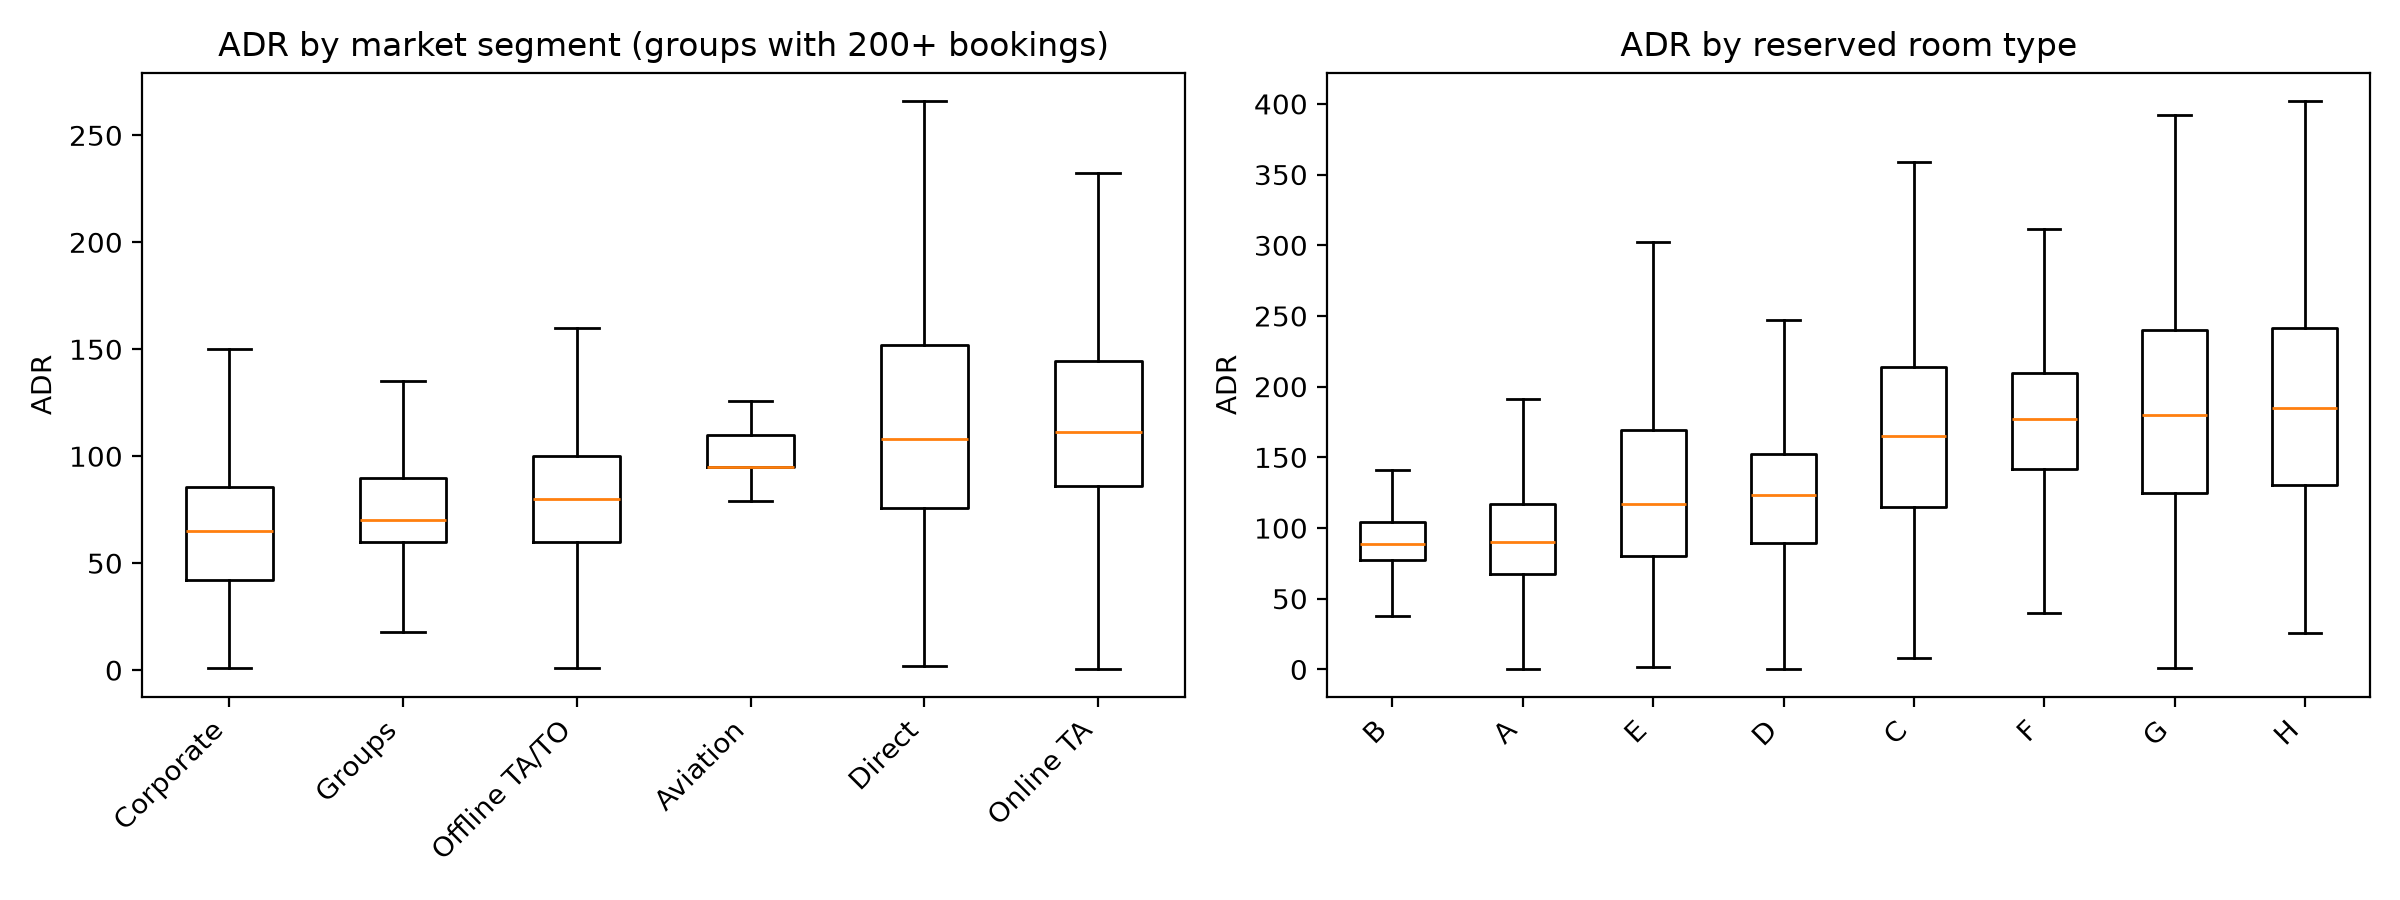 ADR by market segment (groups with 200+ bookings)
ADR
250
200
150
100
50
0
Corporate
Groups
Offline TA/TO
Aviation
Direct
Online TA
ADR by reserved room type
ADR
400
350
300
250
200
150
100
50
0
B
A
E
D
C
F
G
H